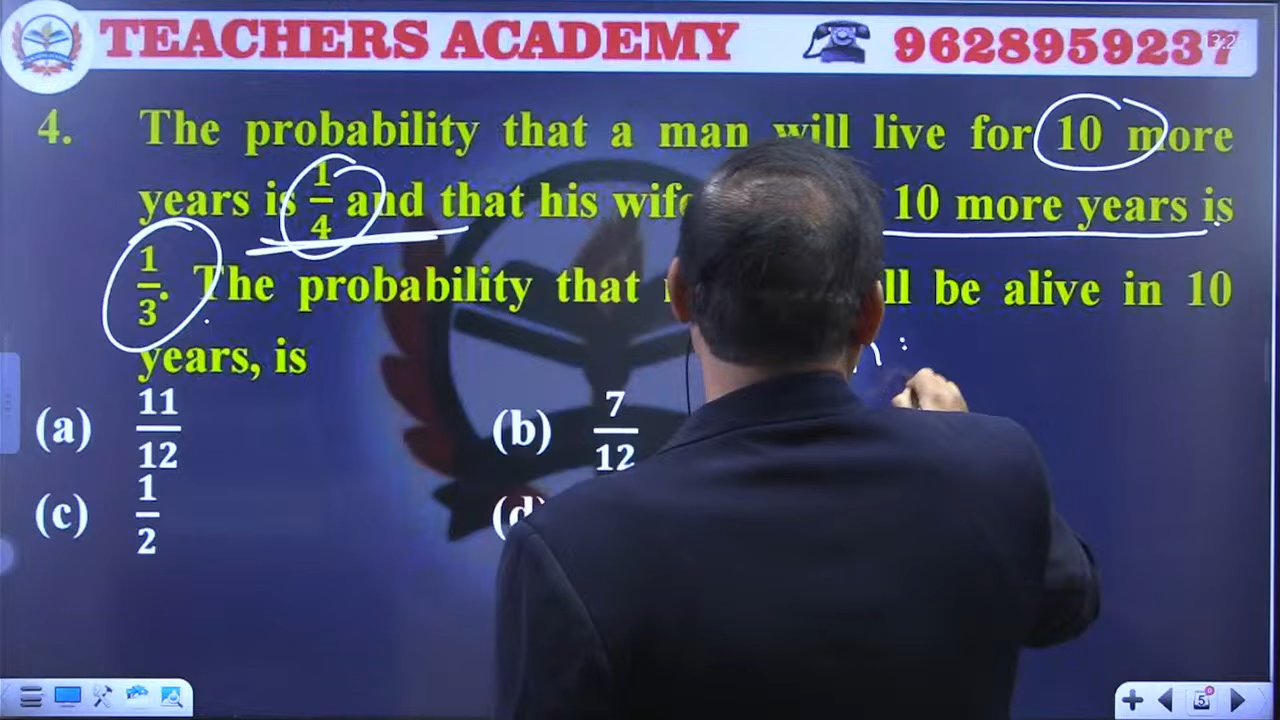 TEACHERS ACADEMY
9628959237
4. The probability that a man will live for 10 more
years is 1/4 and that his 10 more years is
1/3. The probability that be alive in 10
years, is
(a) 11/12
(b) 7/12
(c) 1/2
(d)
5